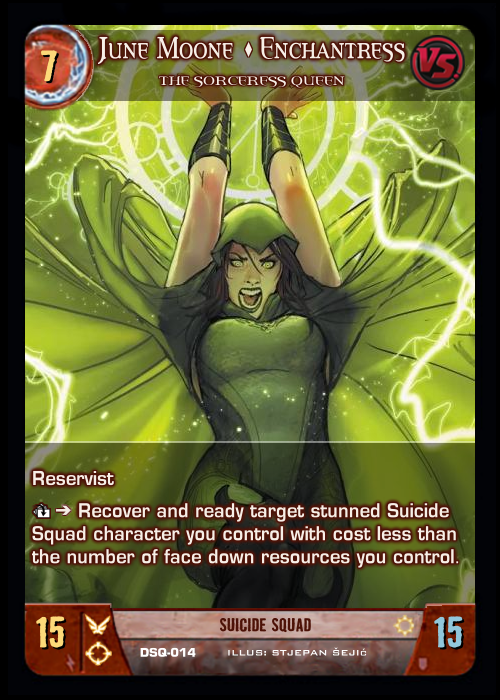 7
June Moone ♦ Enchantress
VS.
The Sorceress Queen
Reservist
➔ Recover and ready target stunned Suicide
Squad character you control with cost less than
the number of face down resources you control.
15
SUICIDE SQUAD
15
DSQ-014 ILLUS: STJEPAN ŠEJIĆ